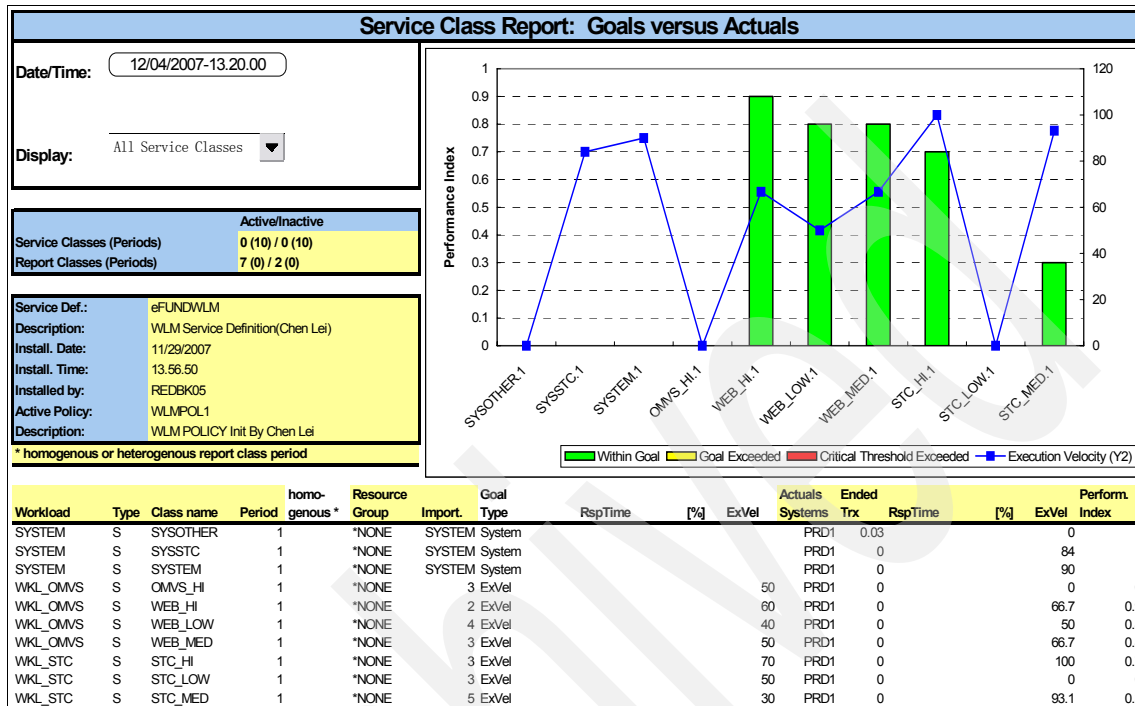 Service Class Report: Goals versus Actuals
Date/Time: 12/04/2007-13.20.00
Display: All Service Classes
Active/Inactive
Service Classes (Periods) 0 (10) / 0 (10)
Report Classes (Periods) 7 (0) / 2 (0)
Service Def.: eFUNDWLM
Description: WLM Service Definition(Chen Lei)
Install. Date: 11/29/2007
Install. Time: 13.56.50
Installed by: REDBK05
Active Policy: WLMPOL1
Description: WLM POLICY Init By Chen Lei
* homogenous or heterogenous report class period
Performance Index
1
0.9
0.8
0.7
0.6
0.5
0.4
0.3
0.2
0.1
0
120
100
80
60
40
20
0
SYSOTHER.1
SYSSTC.1
SYSTEM.1
OMVS_HI.1
WEB_HI.1
WEB_LOW.1
WEB_MED.1
STC_HI.1
STC_LOW.1
STC_MED.1
Within Goal Goal Exceeded Critical Threshold Exceeded Execution Velocity (Y2)
homo- Resource Goal Actuals Ended Perform.
Workload Type Class name Period genous * Group Import. Type RspTime [%] ExVel Systems Trx RspTime [%] ExVel Index
SYSTEM S SYSOTHER 1 *NONE SYSTEM System PRD1 0.03 0
SYSTEM S SYSSTC 1 *NONE SYSTEM System PRD1 0 84
SYSTEM S SYSTEM 1 *NONE SYSTEM System PRD1 0 90
WKL_OMVS S OMVS_HI 1 *NONE 3 ExVel 50 PRD1 0 0
WKL_OMVS S WEB_HI 1 *NONE 2 ExVel 60 PRD1 0 66.7 0.
WKL_OMVS S WEB_LOW 1 *NONE 4 ExVel 40 PRD1 0 50 0.
WKL_OMVS S WEB_MED 1 *NONE 3 ExVel 50 PRD1 0 66.7 0.
WKL_STC S STC_HI 1 *NONE 3 ExVel 70 PRD1 0 100 0.
WKL_STC S STC_LOW 1 *NONE 3 ExVel 50 PRD1 0 0
WKL_STC S STC_MED 1 *NONE 5 ExVel 30 PRD1 0 93.1 0.